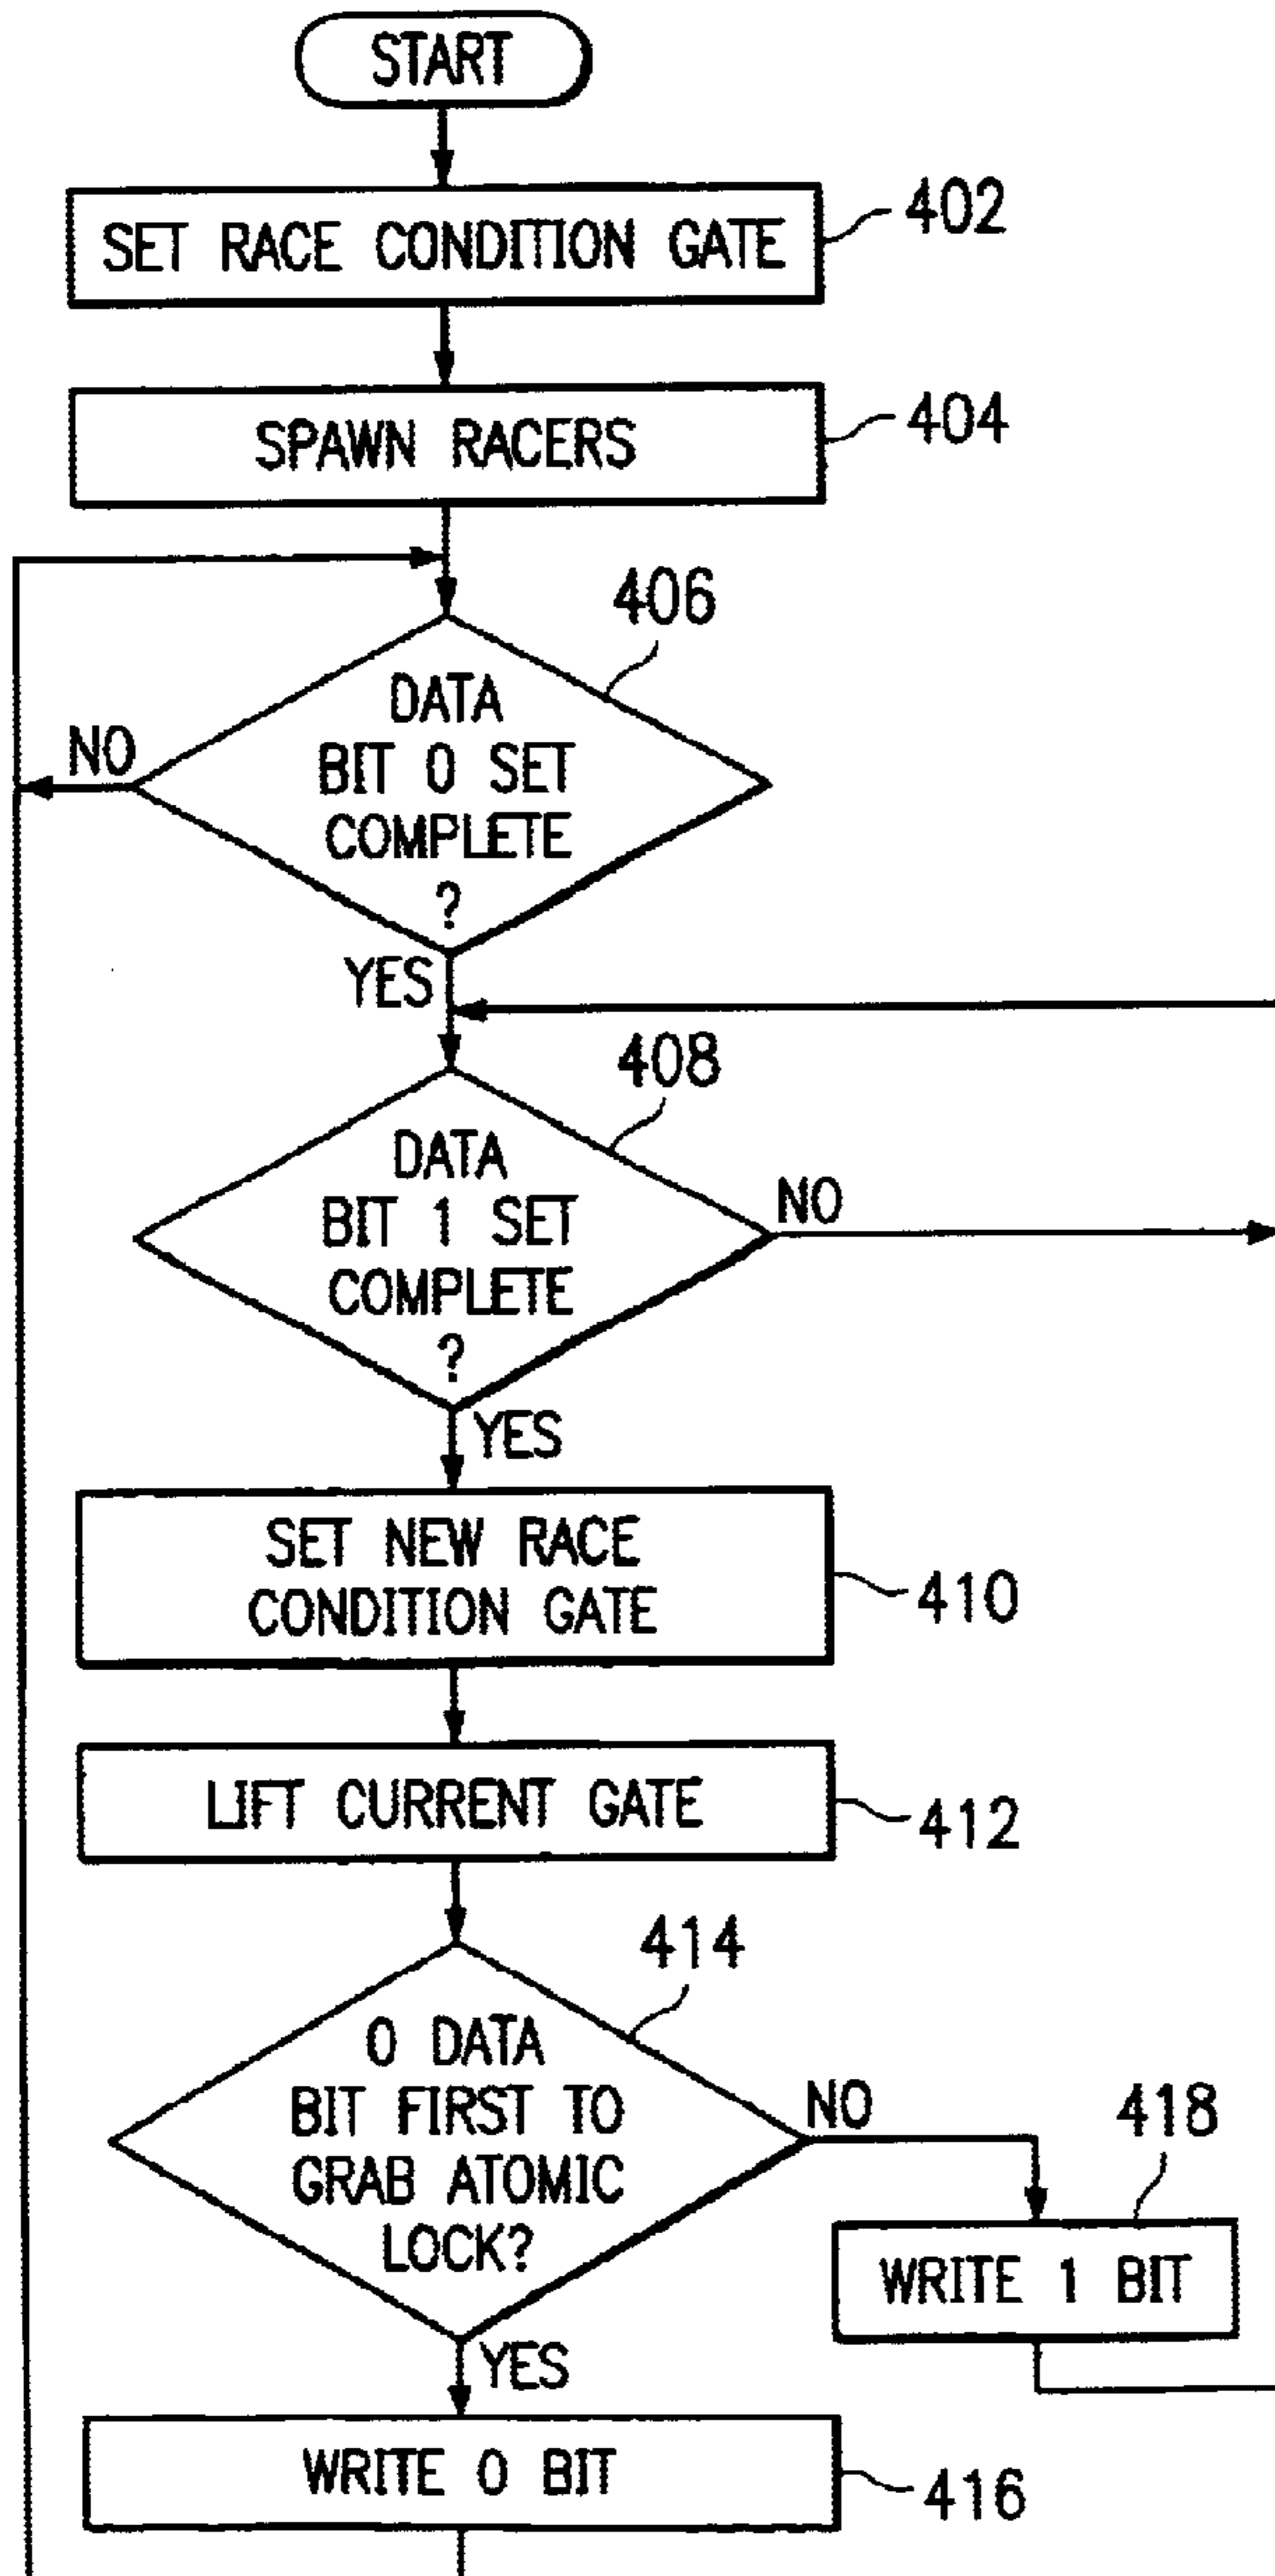 START
SET RACE CONDITION GATE
402
SPAWN RACERS
404
406
DATA
BIT 0 SET
COMPLETE
?
NO
YES
408
DATA
BIT 1 SET
COMPLETE
?
NO
YES
SET NEW RACE
CONDITION GATE
410
LIFT CURRENT GATE
412
414
0 DATA
BIT FIRST TO
GRAB ATOMIC
LOCK?
NO
418
WRITE 1 BIT
YES
WRITE 0 BIT
416